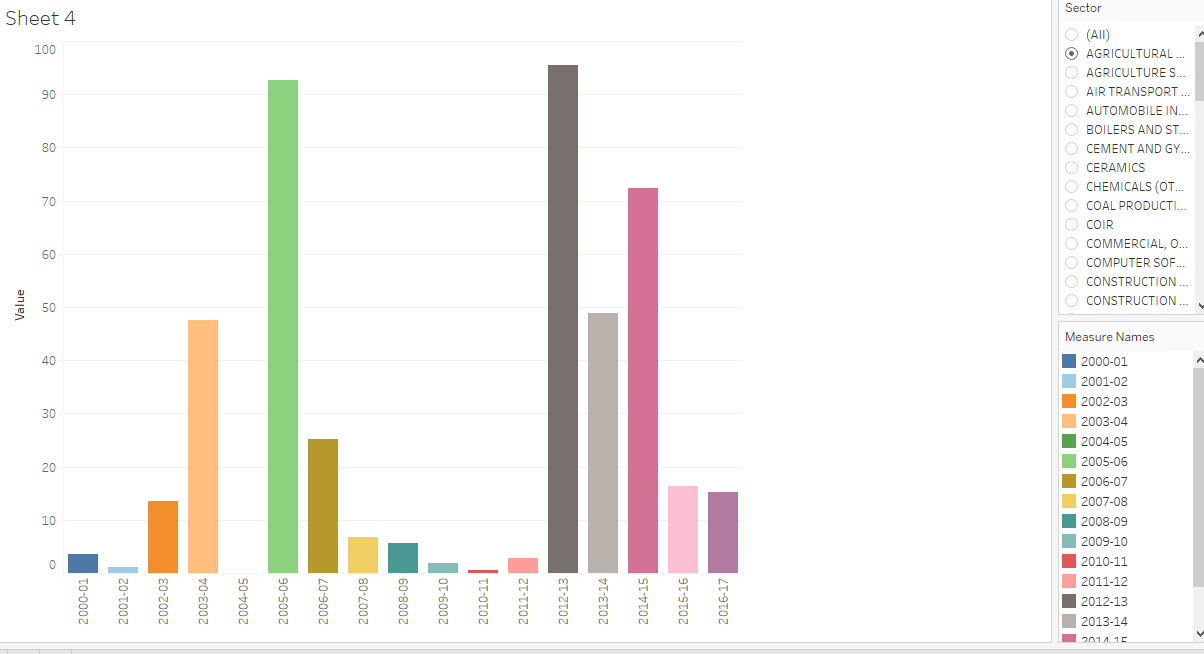 Sheet 4
100
90
80
70
60
50
40
30
20
10
0
Value
2000-01
2001-02
2002-03
2003-04
2004-05
2005-06
2006-07
2007-08
2008-09
2009-10
2010-11
2011-12
2012-13
2013-14
2014-15
2015-16
2016-17
Sector
(All)
AGRICULTURAL ...
AGRICULTURE S...
AIR TRANSPORT ...
AUTOMOBILE IN...
BOILERS AND ST...
CEMENT AND GY...
CERAMICS
CHEMICALS (OT...
COAL PRODUCTI...
COIR
COMMERCIAL, O...
COMPUTER SOF...
CONSTRUCTION ...
CONSTRUCTION ...
Measure Names
2000-01
2001-02
2002-03
2003-04
2004-05
2005-06
2006-07
2007-08
2008-09
2009-10
2010-11
2011-12
2012-13
2013-14
2014-15